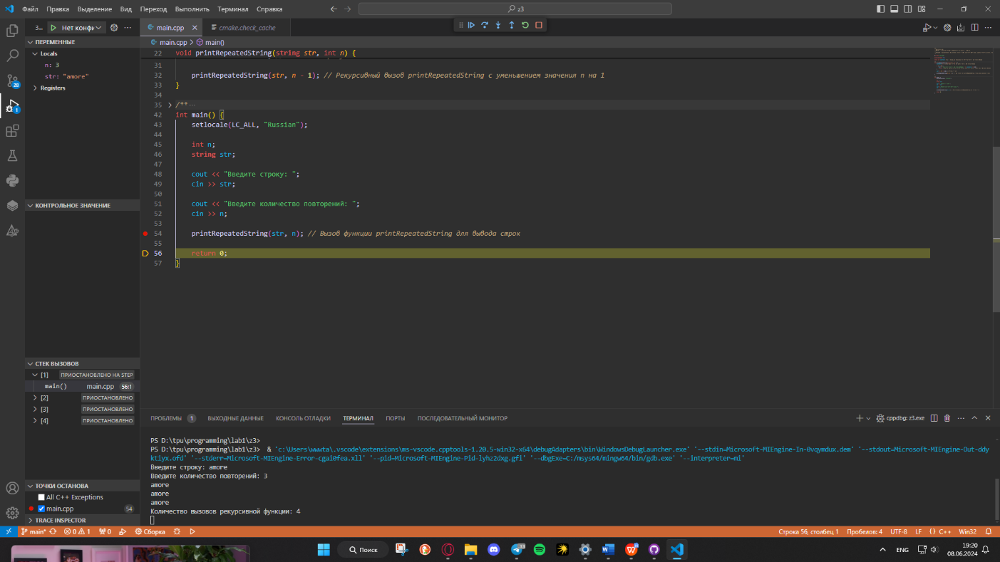 Файл Правка Выделение Вид Переход Выполнить Терминал Справка
z3
З... Нет конфи
main.cpp
cmake.check_cache
ПЕРЕМЕННЫЕ
Locals
n: 3
str: "amore"
Registers
КОНТРОЛЬНОЕ ЗНАЧЕНИЕ
СТЕК ВЫЗОВОВ
[1] ПРИОСТАНОВЛЕНО НА STEP
main() main.cpp 56:1
[2] ПРИОСТАНОВЛЕНО
[3] ПРИОСТАНОВЛЕНО
[4] ПРИОСТАНОВЛЕНО
ТОЧКИ ОСТАНОВА
All C++ Exceptions
main.cpp 54
TRACE INSPECTOR
28
1
main.cpp > main()
22 void printRepeatedString(string str, int n) {
31
32 printRepeatedString(str, n - 1); // Рекурсивный вызов printRepeatedString с уменьшением значения n на 1
33 }
34
35 /** ...
42 int main() {
43 setlocale(LC_ALL, "Russian");
44
45 int n;
46 string str;
47
48 cout << "Введите строку: ";
49 cin >> str;
50
51 cout << "Введите количество повторений: ";
52 cin >> n;
53
54 printRepeatedString(str, n); // Вызов функции printRepeatedString для вывода строк
55
56 return 0;
57 }
ПРОБЛЕМЫ 1 ВЫХОДНЫЕ ДАННЫЕ КОНСОЛЬ ОТЛАДКИ ТЕРМИНАЛ ПОРТЫ ПОСЛЕДОВАТЕЛЬНЫЙ МОНИТОР
cppdbg: z3.exe
PS D:\tpu\programming\lab1\z3>
PS D:\tpu\programming\lab1\z3> & 'c:\Users\wwwta\.vscode\extensions\ms-vscode.cpptools-1.20.5-win32-x64\debugAdapters\bin\WindowsDebugLauncher.exe' '--stdin=Microsoft-MIEngine-In-0vqymdux.dem' '--stdout=Microsoft-MIEngine-Out-ddy
ktiyx.ofd' '--stderr=Microsoft-MIEngine-Error-cgai0fea.xll' '--pid=Microsoft-MIEngine-Pid-lyhz2dxg.gfi' '--dbgExe=C:/msys64/mingw64/bin/gdb.exe' '--interpreter=mi'
Введите строку: amore
Введите количество повторений: 3
amore
amore
amore
Количество вызовов рекурсивной функции: 4
main* 0 1 0 Сборка
Строка 56, столбец 1 Пробелов: 4 UTF-8 LF {} C++ Win32
Поиск
ENG
19:20
08.06.2024